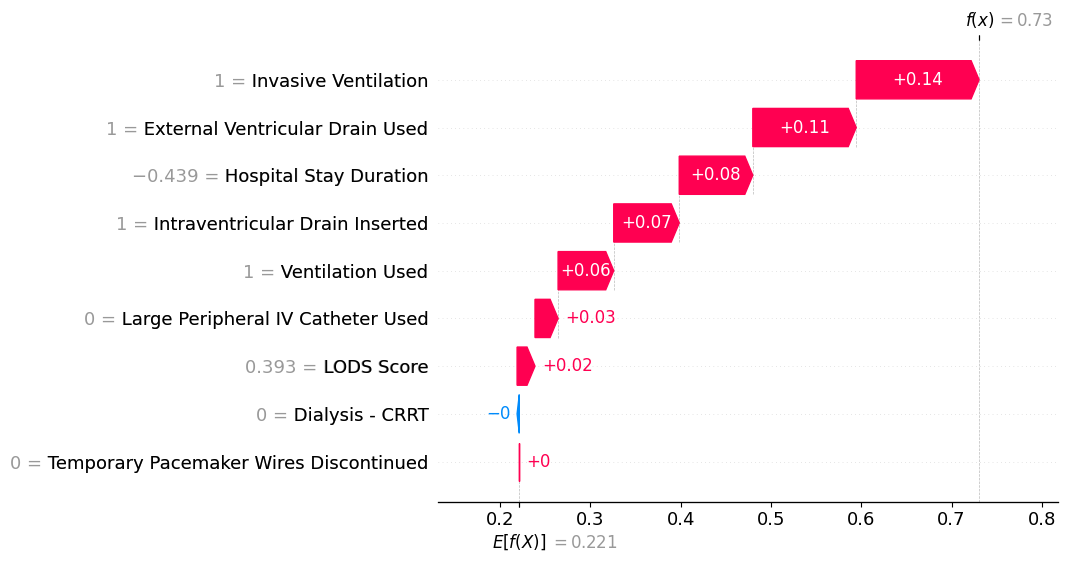 f(x) = 0.73
1 = Invasive Ventilation
+0.14
1 = External Ventricular Drain Used
+0.11
−0.439 = Hospital Stay Duration
+0.08
1 = Intraventricular Drain Inserted
+0.07
1 = Ventilation Used
+0.06
0 = Large Peripheral IV Catheter Used
+0.03
0.393 = LODS Score
+0.02
0 = Dialysis - CRRT
−0
0 = Temporary Pacemaker Wires Discontinued
+0
0.2 0.3 0.4 0.5 0.6 0.7 0.8
E[f(X)] = 0.221